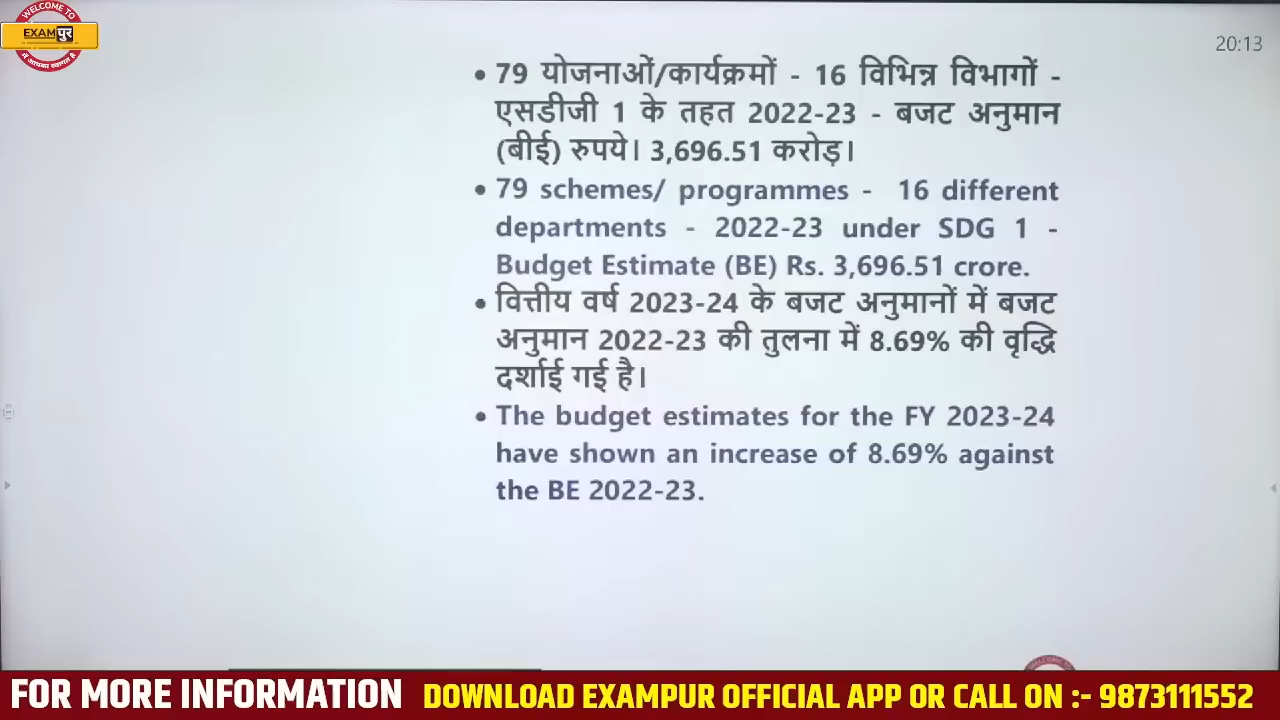 WELCOME TO
EXAMपुर
में आपका स्वागत है
20:13
• 79 योजनाओं/कार्यक्रमों - 16 विभिन्न विभागों -
एसडीजी 1 के तहत 2022-23 - बजट अनुमान
(बीई) रुपये। 3,696.51 करोड़।
• 79 schemes/ programmes - 16 different
departments - 2022-23 under SDG 1 -
Budget Estimate (BE) Rs. 3,696.51 crore.
• वित्तीय वर्ष 2023-24 के बजट अनुमानों में बजट
अनुमान 2022-23 की तुलना में 8.69% की वृद्धि
दर्शाई गई है।
• The budget estimates for the FY 2023-24
have shown an increase of 8.69% against
the BE 2022-23.
WELCOME TO
FOR MORE INFORMATION DOWNLOAD EXAMPUR OFFICIAL APP OR CALL ON :- 9873111552